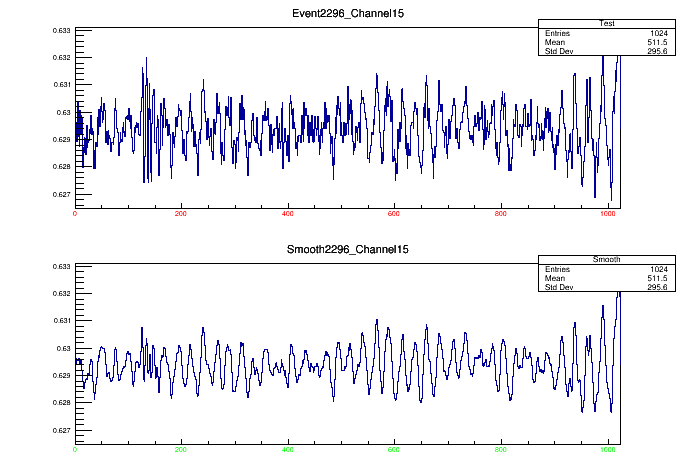 Event2296_Channel15
Test
Entries 1024
Mean 511.5
Std Dev 295.6
0.633
0.632
0.631
0.63
0.629
0.628
0.627
0 200 400 600 800 1000
Smooth2296_Channel15
Smooth
Entries 1024
Mean 511.5
Std Dev 295.6
0.633
0.632
0.631
0.63
0.629
0.628
0.627
0 200 400 600 800 1000